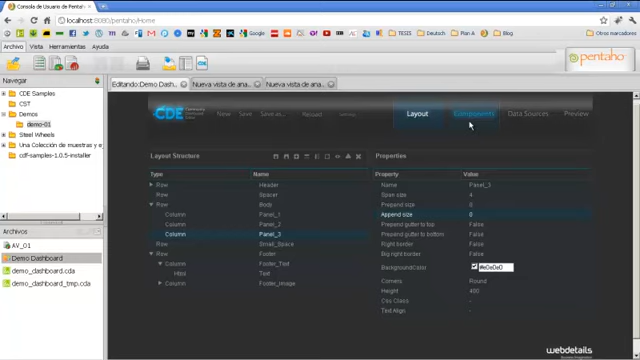 Consola de Usuario de Pentaho
localhost:8080/pentaho/Home
Google
TESIS
Direct
Plan A
Blog
Otros marcadores
Archivo Vista Herramientas Ayuda
pentaho
Navegar
CDE Samples
CST
Demos
demo-01
Steel Wheels
Una Colección de muestras y e
cdf-samples-1.0.5-installer
Archivos
AV_01
Demo Dashboard
demo_dashboard.cda
demo_dashboard_tmp.cda
Editando:Demo Dash..
Nueva vista de ana..
Nueva vista de ana..
CDE
New Save Save as... Reload
Layout Components Data Sources Preview
Layout Structure
Type Name
Row Header
Row Spacer
Row Body
Column Panel_1
Column Panel_2
Column Panel_3
Row Small_Space
Row Footer
Column Footer_Text
Html Text
Column Footer_Image
Properties
Property Value
Name Panel_3
Span size 4
Prepend size 0
Append size 0
Prepend gutter to top False
Prepend gutter to bottom False
Right border False
Big right border False
BackgroundColor
Corners Round
Height 400
Css Class -
Text Align -
webdetails